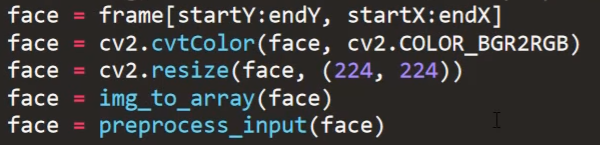 face = frame[startY:endY, startX:endX]
face = cv2.cvtColor(face, cv2.COLOR_BGR2RGB)
face = cv2.resize(face, (224, 224))
face = img_to_array(face)
face = preprocess_input(face)